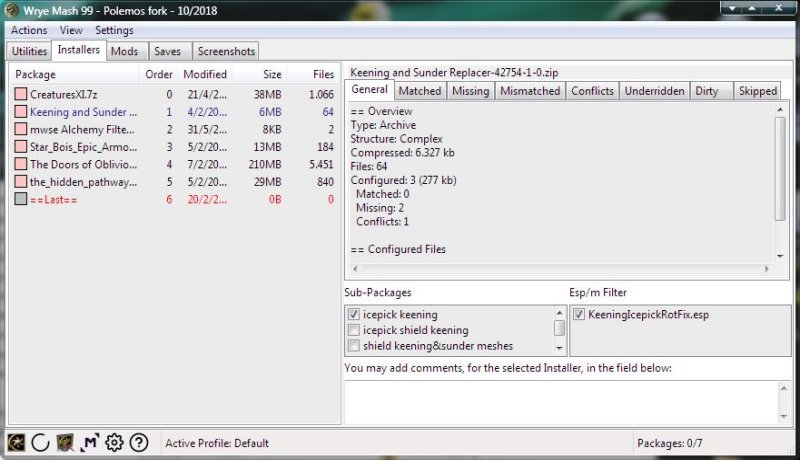 Wrye Mash 99 - Polemos fork - 10/2018
Actions View Settings
Utilities Installers Mods Saves Screenshots
Package Order Modified Size Files
CreaturesXI.7z 0 21/4/2... 38MB 1.066
Keening and Sunder ... 1 4/2/20... 6MB 64
mwse Alchemy Filte... 2 31/5/2... 8KB 2
Star_Bois_Epic_Armo... 3 5/2/20... 13MB 184
The Doors of Oblivio... 4 7/2/20... 210MB 5.451
the_hidden_pathway... 5 5/2/20... 29MB 840
==Last== 6 20/2/2... 0B 0
Keening and Sunder Replacer-42754-1-0.zip
General Matched Missing Mismatched Conflicts Underridden Dirty Skipped
== Overview
Type: Archive
Structure: Complex
Compressed: 6.327 kb
Files: 64
Configured: 3 (277 kb)
Matched: 0
Missing: 2
Conflicts: 1
== Configured Files
Sub-Packages
icepick keening
icepick shield keening
shield keening&sunder meshes
Esp/m Filter
KeeningIcepickRotFix.esp
You may add comments, for the selected Installer, in the field below:
M
Active Profile: Default
Packages: 0/7